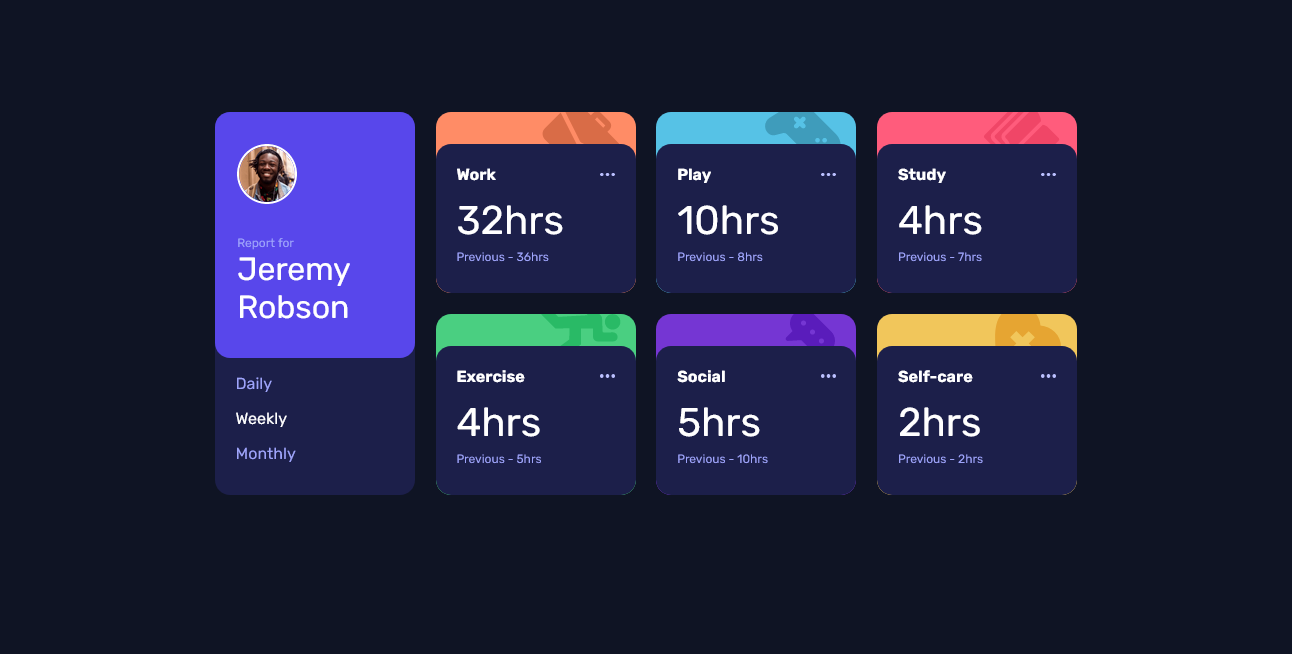 Report for
Jeremy
Robson
Daily
Weekly
Monthly
Work
32hrs
Previous - 36hrs
Play
10hrs
Previous - 8hrs
Study
4hrs
Previous - 7hrs
Exercise
4hrs
Previous - 5hrs
Social
5hrs
Previous - 10hrs
Self-care
2hrs
Previous - 2hrs